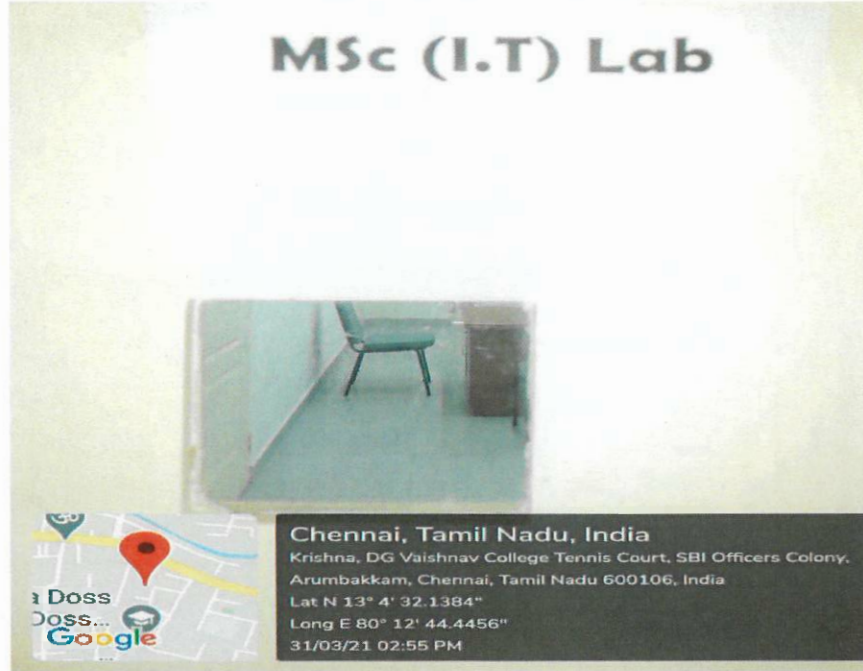 MSc (I.T) Lab
Chennai, Tamil Nadu, India
Krishna, DG Vaishnav College Tennis Court, SBI Officers Colony,
Arumbakkam, Chennai, Tamil Nadu 600106, India
Lat N 13° 4' 32.1384"
Long E 80° 12' 44.4456"
31/03/21 02:55 PM
a Doss
Doss...
Google
...